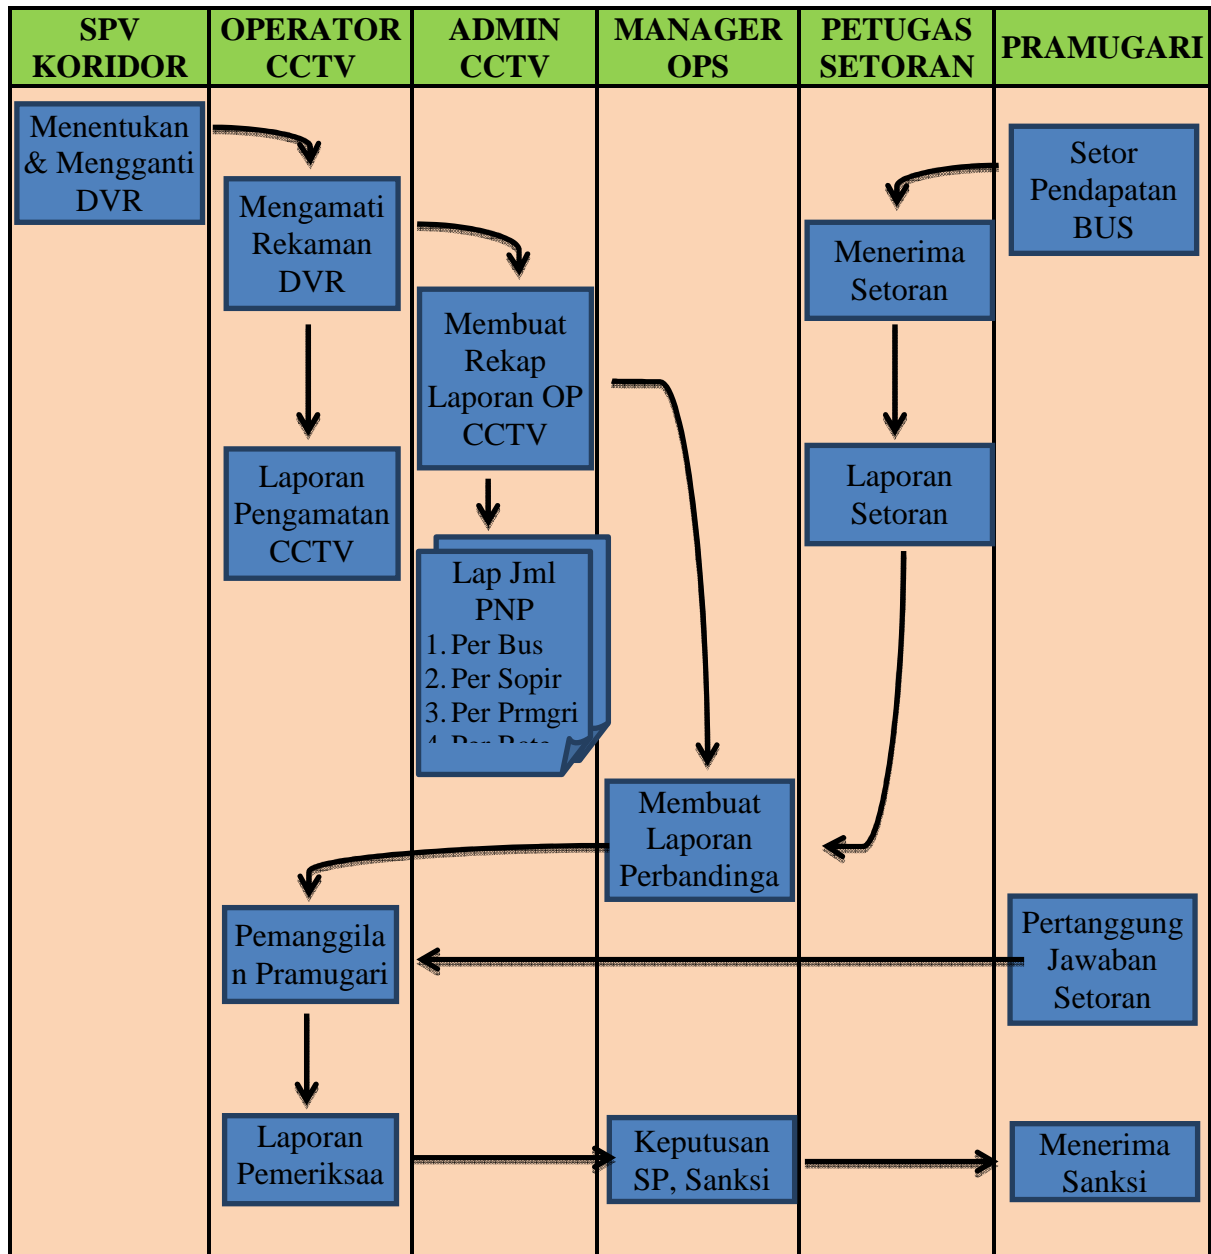 SPV
KORIDOR
OPERATOR
CCTV
ADMIN
CCTV
MANAGER
OPS
PETUGAS
SETORAN
PRAMUGARI
Menentukan
& Mengganti
DVR
Mengamati
Rekaman
DVR
Laporan
Pengamatan
CCTV
Membuat
Rekap
Laporan OP
CCTV
Lap Jml
PNP
1. Per Bus
2. Per Sopir
3. Per Prmgri
Setor
Pendapatan
BUS
Menerima
Setoran
Laporan
Setoran
Membuat
Laporan
Perbandinga
Pemanggila
n Pramugari
Pertanggung
Jawaban
Setoran
Laporan
Pemeriksaa
Keputusan
SP, Sanksi
Menerima
Sanksi